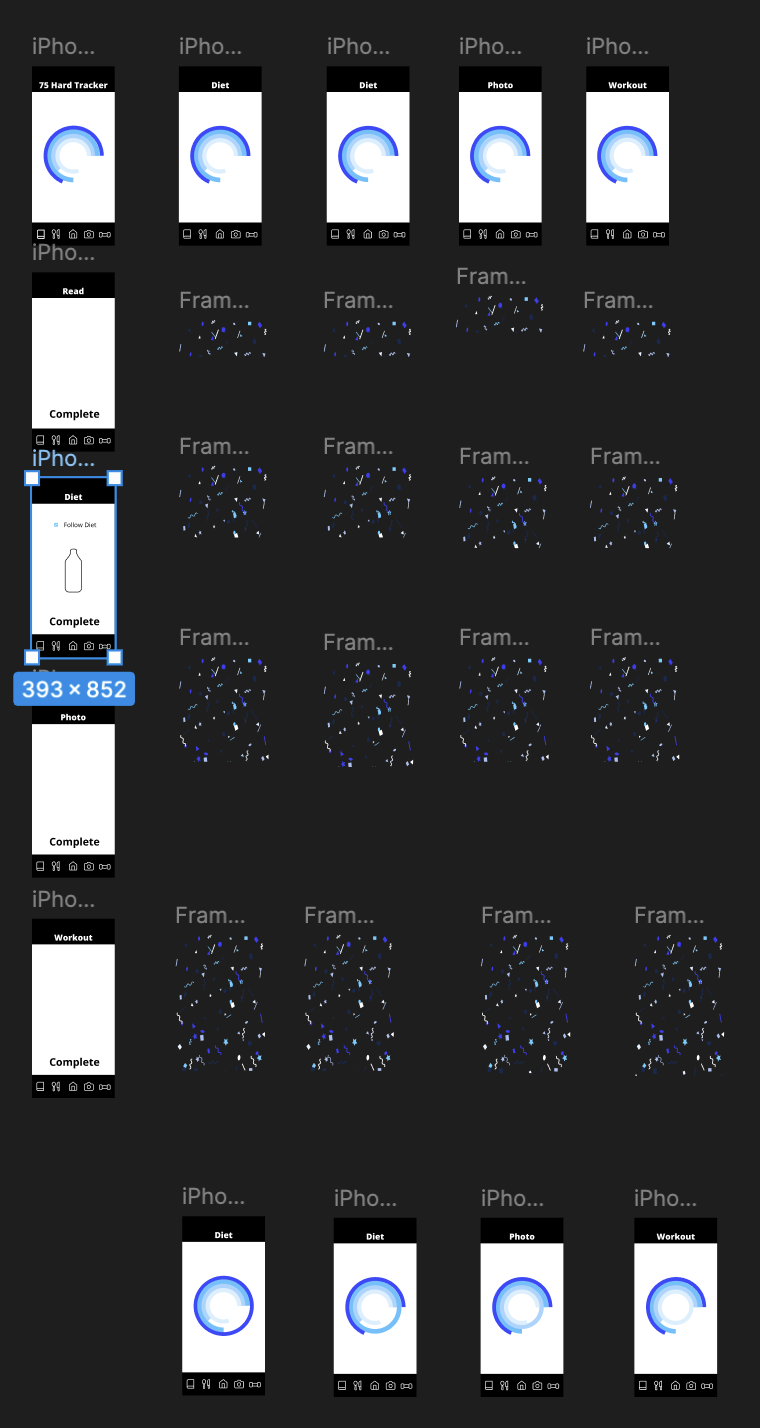 iPho... iPho... iPho... iPho... iPho...
75 Hard Tracker Diet Diet Photo Workout
iPho...
Read
Fram... Fram... Fram... Fram...
Complete
Fram... Fram... Fram... Fram...
iPho...
Diet
Follow Diet
Complete
Fram... Fram... Fram... Fram...
393 × 852
Photo
Complete
iPho...
Fram... Fram... Fram... Fram...
Workout
Complete
iPho... iPho... iPho... iPho...
Diet Diet Photo Workout